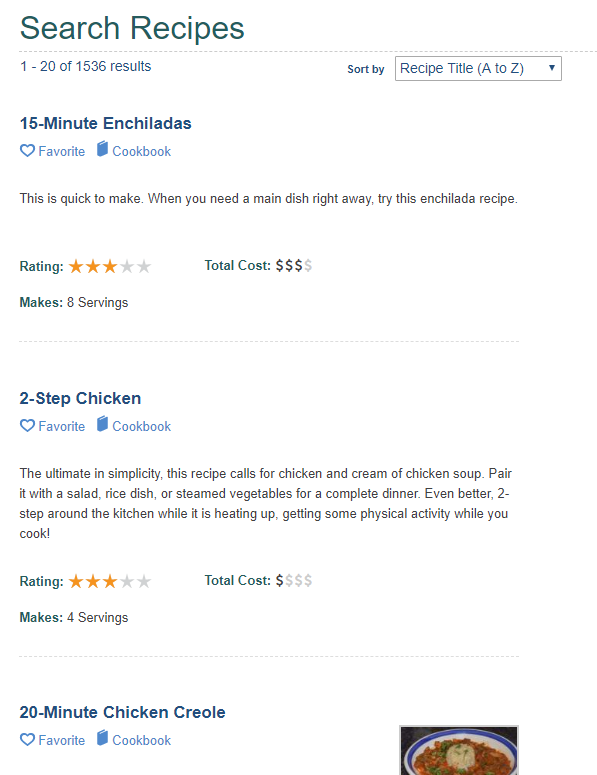 Search Recipes
1 - 20 of 1536 results
Sort by Recipe Title (A to Z)
15-Minute Enchiladas
Favorite Cookbook
This is quick to make. When you need a main dish right away, try this enchilada recipe.
Rating: Total Cost: $$$$
Makes: 8 Servings
2-Step Chicken
Favorite Cookbook
The ultimate in simplicity, this recipe calls for chicken and cream of chicken soup. Pair
it with a salad, rice dish, or steamed vegetables for a complete dinner. Even better, 2-
step around the kitchen while it is heating up, getting some physical activity while you
cook!
Rating: Total Cost: $$$$
Makes: 4 Servings
20-Minute Chicken Creole
Favorite Cookbook